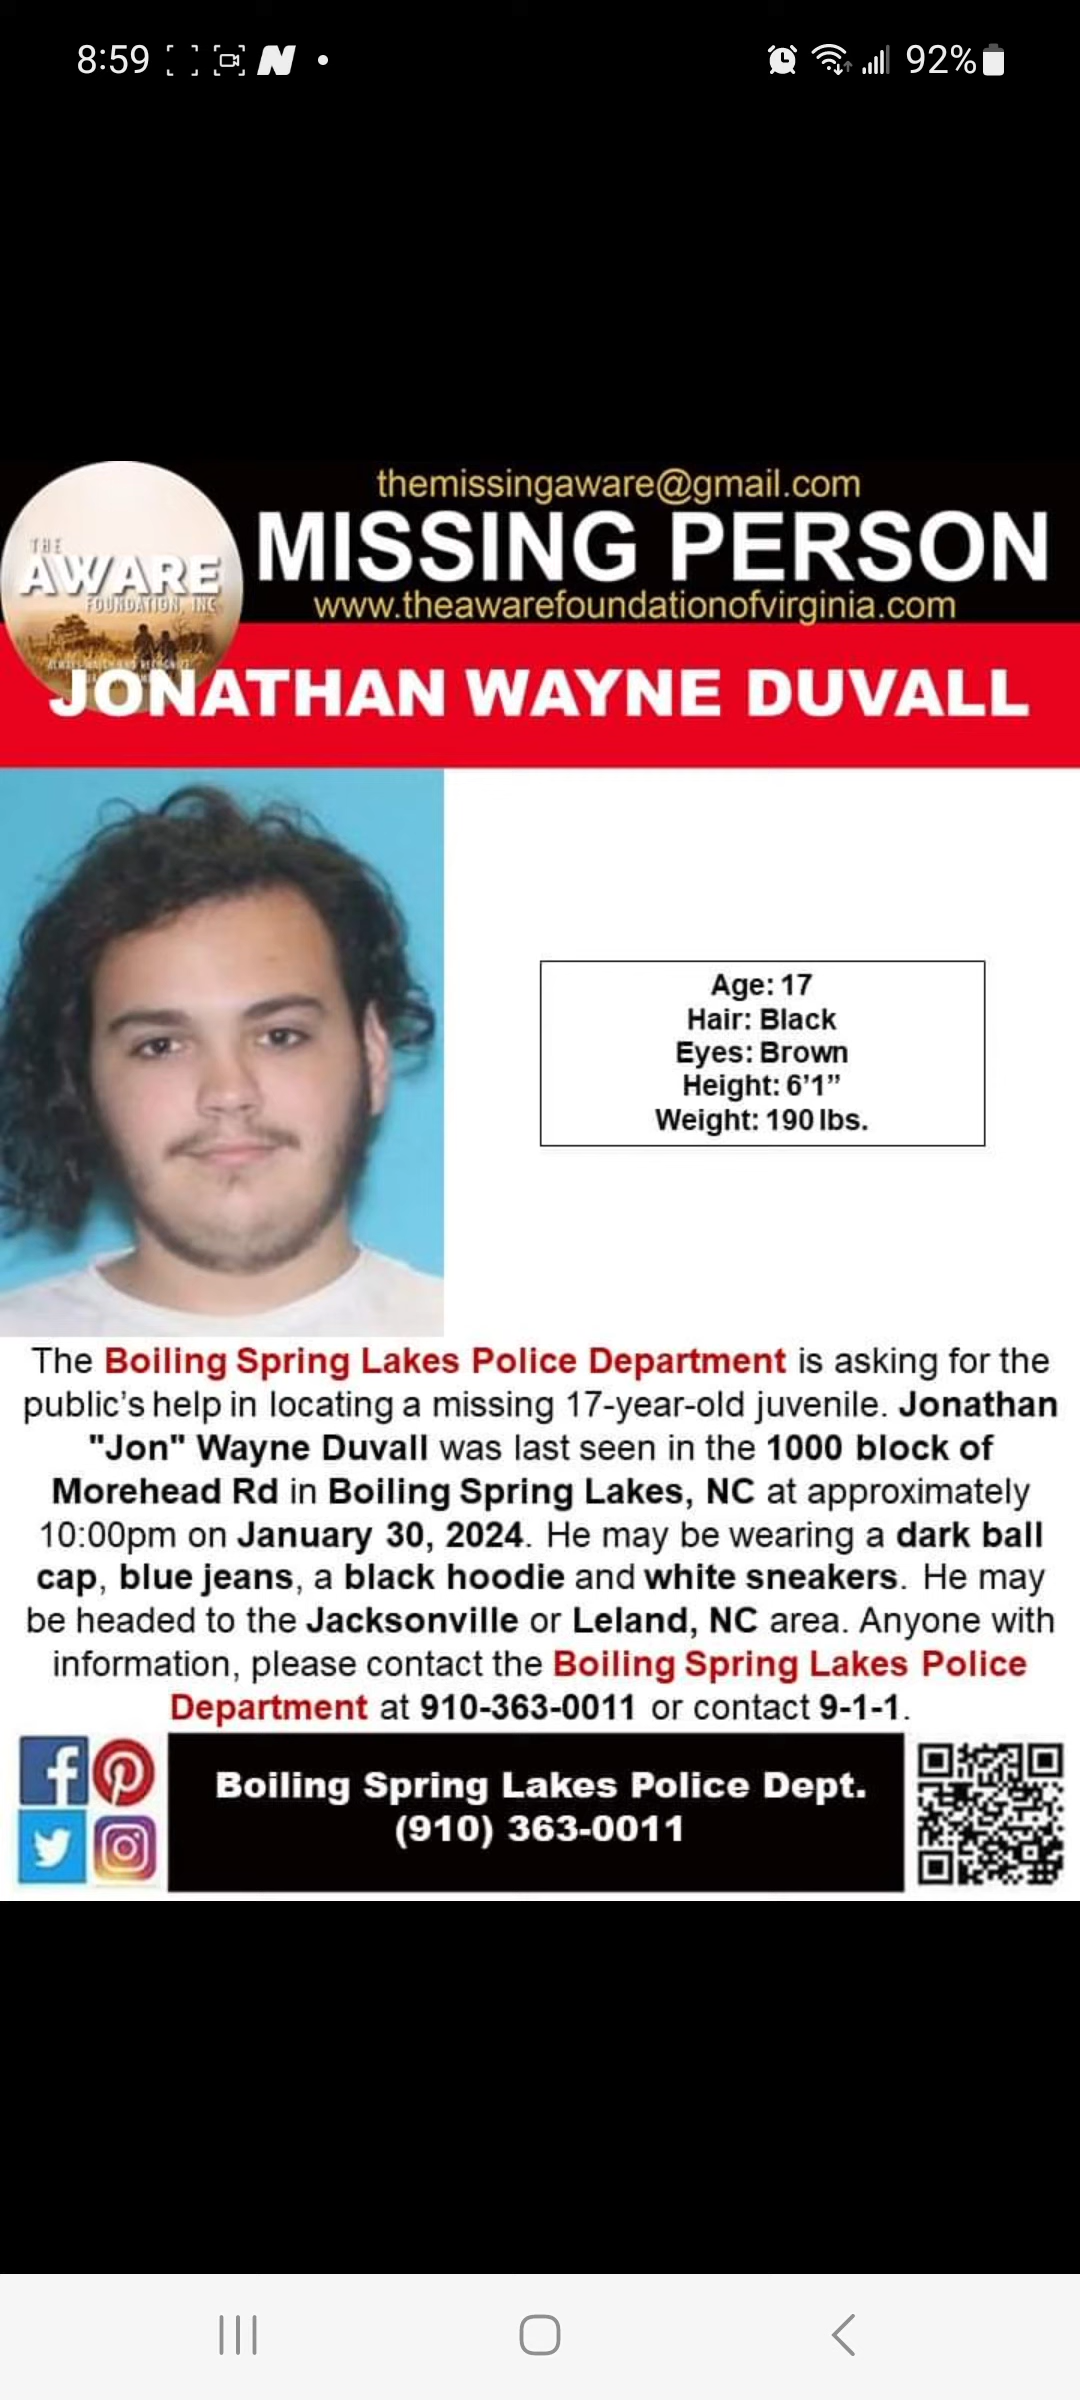 8:59
92%
themissingaware@gmail.com
MISSING PERSON
www.theawarefoundationofvirginia.com
THE
AWARE
FOUNDATION, INC
JONATHAN WAYNE DUVALL
Age: 17
Hair: Black
Eyes: Brown
Height: 6’1”
Weight: 190 lbs.
The Boiling Spring Lakes Police Department is asking for the
public’s help in locating a missing 17-year-old juvenile. Jonathan
"Jon" Wayne Duvall was last seen in the 1000 block of
Morehead Rd in Boiling Spring Lakes, NC at approximately
10:00pm on January 30, 2024. He may be wearing a dark ball
cap, blue jeans, a black hoodie and white sneakers. He may
be headed to the Jacksonville or Leland, NC area. Anyone with
information, please contact the Boiling Spring Lakes Police
Department at 910-363-0011 or contact 9-1-1.
Boiling Spring Lakes Police Dept.
(910) 363-0011